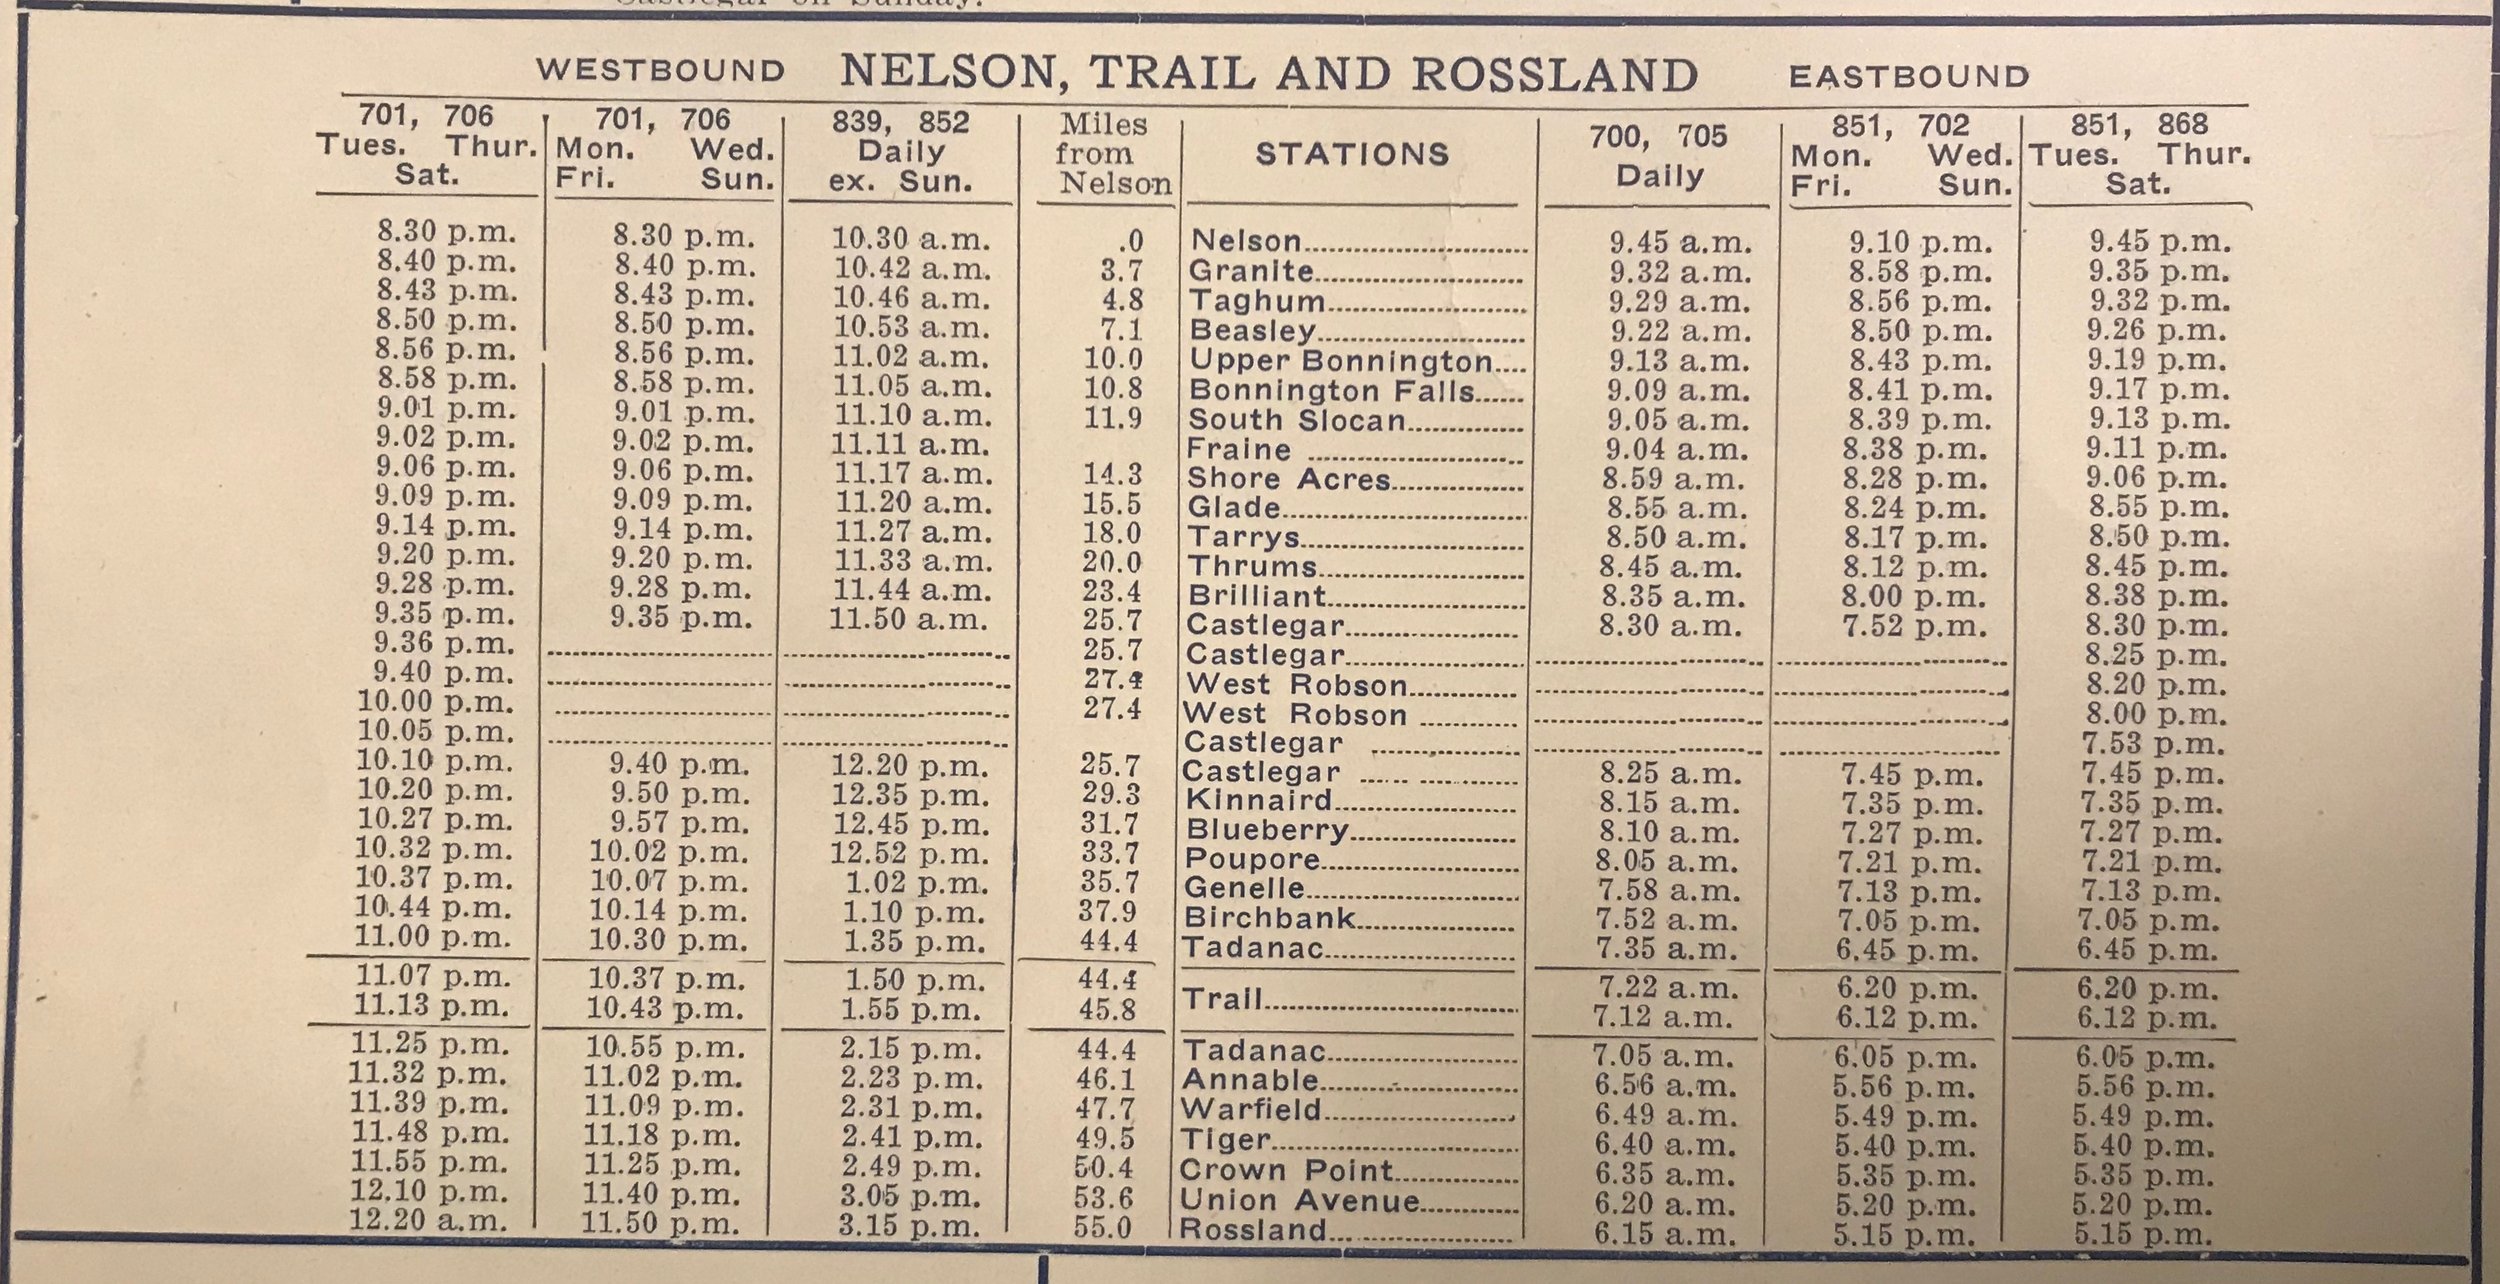 Castlegar on Sunday.
WESTBOUND NELSON, TRAIL AND ROSSLAND EASTBOUND
701, 706 701, 706 839, 852 Miles 700, 705 851, 702 851, 868
Tues. Thur. Mon. Wed. Daily from STATIONS Daily Mon. Wed. Tues. Thur.
Sat. Fri. Sun. ex. Sun. Nelson Fri. Sun. Sat.
8.30 p.m. 8.30 p.m. 10.30 a.m. .0 Nelson 9.45 a.m. 9.10 p.m. 9.45 p.m.
8.40 p.m. 8.40 p.m. 10.42 a.m. 3.7 Granite 9.32 a.m. 8.58 p.m. 9.35 p.m.
8.43 p.m. 8.43 p.m. 10.46 a.m. 4.8 Taghum 9.29 a.m. 8.56 p.m. 9.32 p.m.
8.50 p.m. 8.50 p.m. 10.53 a.m. 7.1 Beasley 9.22 a.m. 8.50 p.m. 9.26 p.m.
8.56 p.m. 8.56 p.m. 11.02 a.m. 10.0 Upper Bonnington 9.13 a.m. 8.43 p.m. 9.19 p.m.
8.58 p.m. 8.58 p.m. 11.05 a.m. 10.8 Bonnington Falls 9.09 a.m. 8.41 p.m. 9.17 p.m.
9.01 p.m. 9.01 p.m. 11.10 a.m. 11.9 South Slocan 9.05 a.m. 8.39 p.m. 9.13 p.m.
9.02 p.m. 9.02 p.m. 11.11 a.m. Fraine 9.04 a.m. 8.38 p.m. 9.11 p.m.
9.06 p.m. 9.06 p.m. 11.17 a.m. 14.3 Shore Acres 8.59 a.m. 8.28 p.m. 9.06 p.m.
9.09 p.m. 9.09 p.m. 11.20 a.m. 15.5 Glade 8.55 a.m. 8.24 p.m. 8.55 p.m.
9.14 p.m. 9.14 p.m. 11.27 a.m. 18.0 Tarrys 8.50 a.m. 8.17 p.m. 8.50 p.m.
9.20 p.m. 9.20 p.m. 11.33 a.m. 20.0 Thrums 8.45 a.m. 8.12 p.m. 8.45 p.m.
9.28 p.m. 9.28 p.m. 11.44 a.m. 23.4 Brilliant 8.35 a.m. 8.00 p.m. 8.38 p.m.
9.35 p.m. 9.35 p.m. 11.50 a.m. 25.7 Castlegar 8.30 a.m. 7.52 p.m. 8.30 p.m.
9.36 p.m. 25.7 Castlegar 8.25 p.m.
9.40 p.m. 27.4 West Robson 8.20 p.m.
10.00 p.m. 27.4 West Robson 8.00 p.m.
10.05 p.m. Castlegar 7.53 p.m.
10.10 p.m. 9.40 p.m. 12.20 p.m. 25.7 Castlegar 8.25 a.m. 7.45 p.m. 7.45 p.m.
10.20 p.m. 9.50 p.m. 12.35 p.m. 29.3 Kinnaird 8.15 a.m. 7.35 p.m. 7.35 p.m.
10.27 p.m. 9.57 p.m. 12.45 p.m. 31.7 Blueberry 8.10 a.m. 7.27 p.m. 7.27 p.m.
10.32 p.m. 10.02 p.m. 12.52 p.m. 33.7 Poupore 8.05 a.m. 7.21 p.m. 7.21 p.m.
10.37 p.m. 10.07 p.m. 1.02 p.m. 35.7 Genelle 7.58 a.m. 7.13 p.m. 7.13 p.m.
10.44 p.m. 10.14 p.m. 1.10 p.m. 37.9 Birchbank 7.52 a.m. 7.05 p.m. 7.05 p.m.
11.00 p.m. 10.30 p.m. 1.35 p.m. 44.4 Tadanac 7.35 a.m. 6.45 p.m. 6.45 p.m.
11.07 p.m. 10.37 p.m. 1.50 p.m. 44.4 Trail 7.22 a.m. 6.20 p.m. 6.20 p.m.
11.13 p.m. 10.43 p.m. 1.55 p.m. 45.8 7.12 a.m. 6.12 p.m. 6.12 p.m.
11.25 p.m. 10.55 p.m. 2.15 p.m. 44.4 Tadanac 7.05 a.m. 6.05 p.m. 6.05 p.m.
11.32 p.m. 11.02 p.m. 2.23 p.m. 46.1 Annable 6.56 a.m. 5.56 p.m. 5.56 p.m.
11.39 p.m. 11.09 p.m. 2.31 p.m. 47.7 Warfield 6.49 a.m. 5.49 p.m. 5.49 p.m.
11.48 p.m. 11.18 p.m. 2.41 p.m. 49.5 Tiger 6.40 a.m. 5.40 p.m. 5.40 p.m.
11.55 p.m. 11.25 p.m. 2.49 p.m. 50.4 Crown Point 6.35 a.m. 5.35 p.m. 5.35 p.m.
12.10 p.m. 11.40 p.m. 3.05 p.m. 53.6 Union Avenue 6.20 a.m. 5.20 p.m. 5.20 p.m.
12.20 a.m. 11.50 p.m. 3.15 p.m. 55.0 Rossland 6.15 a.m. 5.15 p.m. 5.15 p.m.